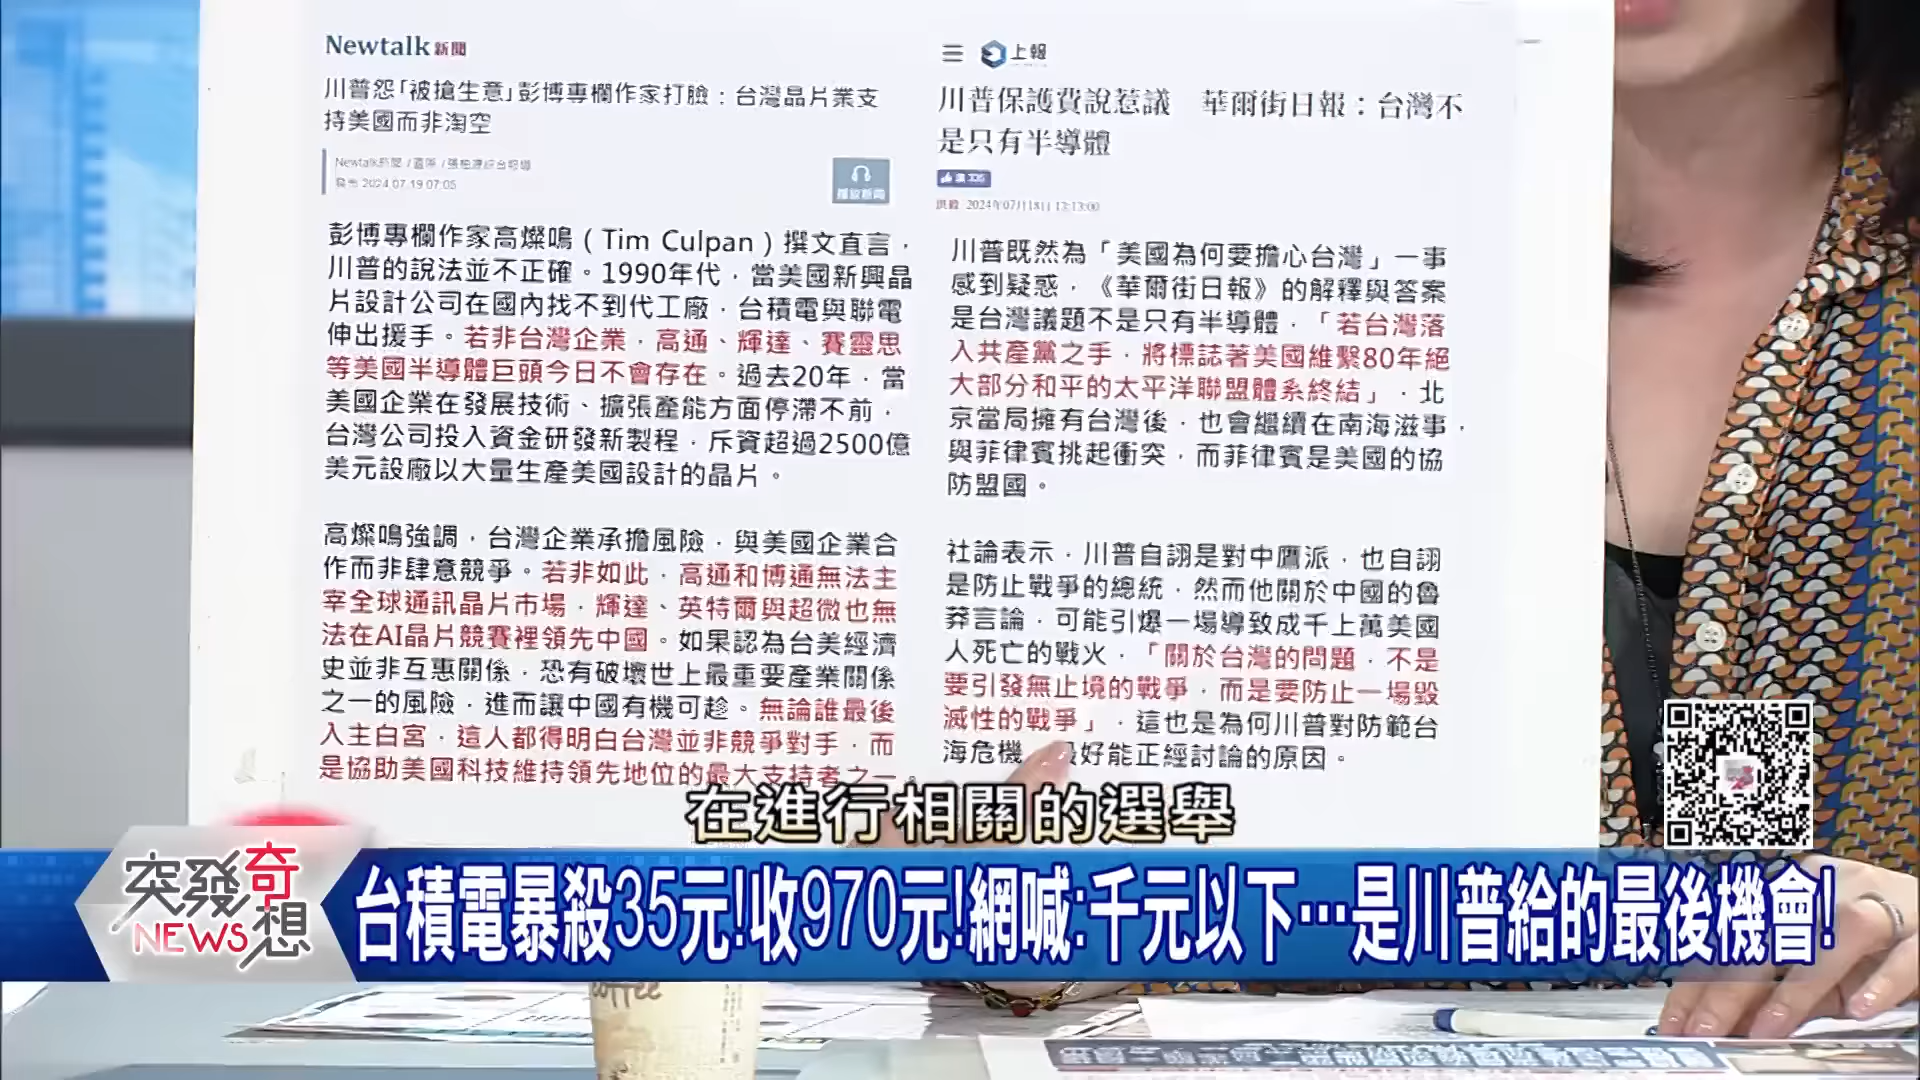 Newtalk新聞
川普怨「被搶生意」彭博專欄作家打臉：台灣晶片業支
持美國而非淘空
發布 2024.07.19 07:05
播放新聞
彭博專欄作家高燦鳴（Tim Culpan）撰文直言，
川普的說法並不正確。1990年代，當美國新興晶
片設計公司在國內找不到代工廠，台積電與聯電
伸出援手。若非台灣企業，高通、輝達、賽靈思
等美國半導體巨頭今日不會存在。過去20年，當
美國企業在發展技術、擴張產能方面停滯不前，
台灣公司投入資金研發新製程，斥資超過2500億
美元設廠以大量生產美國設計的晶片。
高燦鳴強調，台灣企業承擔風險，與美國企業合
作而非肆意競爭。若非如此，高通和博通無法主
宰全球通訊晶片市場，輝達、英特爾與超微也無
法在AI晶片競賽裡領先中國。如果認為台美經濟
史並非互惠關係，恐有破壞世上最重要產業關係
之一的風險，進而讓中國有機可趁。無論誰最後
入主白宮，這人都得明白台灣並非競爭對手，而
是協助美國科技維持領先地位的最大支持者之一。
上報
川普保護費說惹議　華爾街日報：台灣不
是只有半導體
2024年07月18日 13:13:00
川普既然為「美國為何要擔心台灣」一事
感到疑惑，《華爾街日報》的解釋與答案
是台灣議題不是只有半導體，「若台灣落
入共產黨之手，將標誌著美國維繫80年絕
大部分和平的太平洋聯盟體系終結」，北
京當局擁有台灣後，也會繼續在南海滋事，
與菲律賓挑起衝突，而菲律賓是美國的協
防盟國。
社論表示，川普自詡是對中鷹派，也自詡
是防止戰爭的總統，然而他關於中國的魯
莽言論，可能引爆一場導致成千上萬美國
人死亡的戰火，「關於台灣的問題，不是
要引發無止境的戰爭，而是要防止一場毀
滅性的戰爭」，這也是為何川普對防範台
海危機，好能正經討論的原因。
在進行相關的選舉
突發奇想
NEWS
台積電暴殺35元!收970元!網喊:千元以下…是川普給的最後機會!
coffee